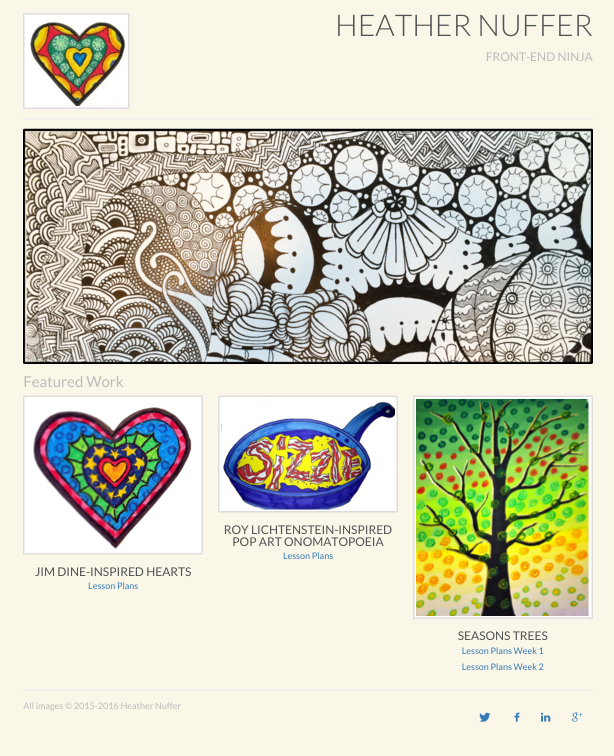 HEATHER NUFFER
FRONT-END NINJA
Featured Work
SIZZLE
JIM DINE-INSPIRED HEARTS
Lesson Plans
ROY LICHTENSTEIN-INSPIRED
POP ART ONOMATOPOEIA
Lesson Plans
SEASONS TREES
Lesson Plans Week 1
Lesson Plans Week 2
All images © 2015-2016 Heather Nuffer